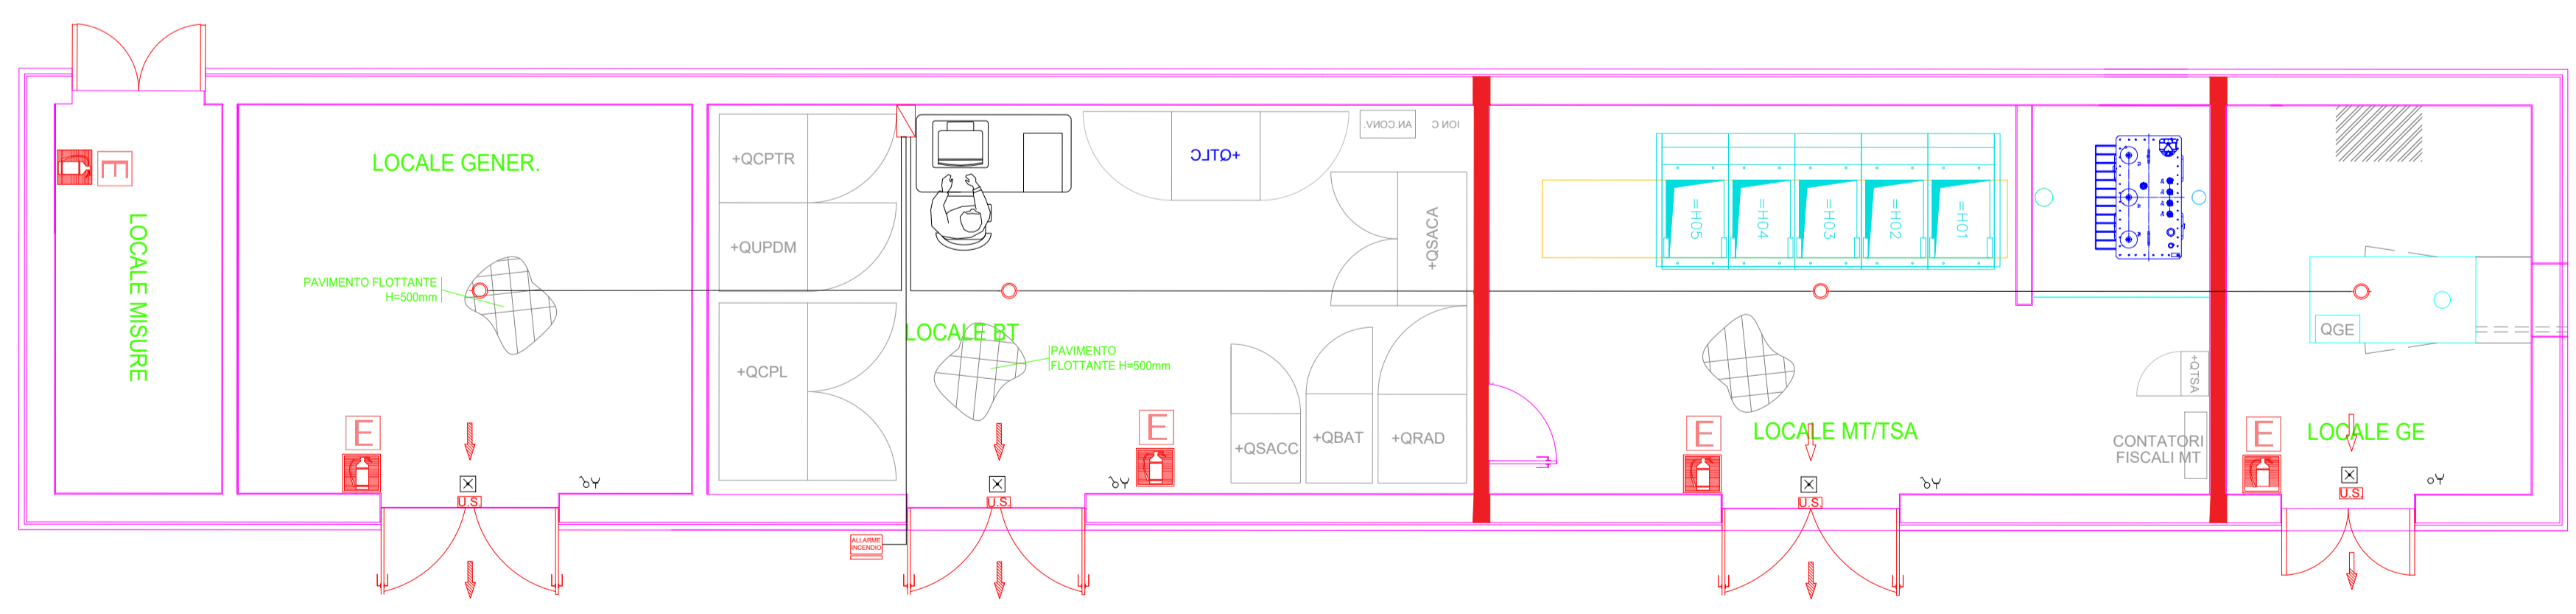 E
LOCALE MISURE
LOCALE GENER.
PAVIMENTO FLOTTANTE
H=500mm
E
U.S.
+QCPTR
+QUPDM
+QCPL
LOCALE BT
PAVIMENTO
FLOTTANTE H=500mm
ALLARME
INCENDIO
U.S.
E
+QTLC
AN.CONV.
ION C
+QSACA
+QSACC
+QBAT
+QRAD
=H05
=H04
=H03
=H02
=H01
E
LOCALE MT/TSA
U.S.
+QTSA
CONTATORI
FISCALI MT
E
LOCALE GE
QGE
U.S.